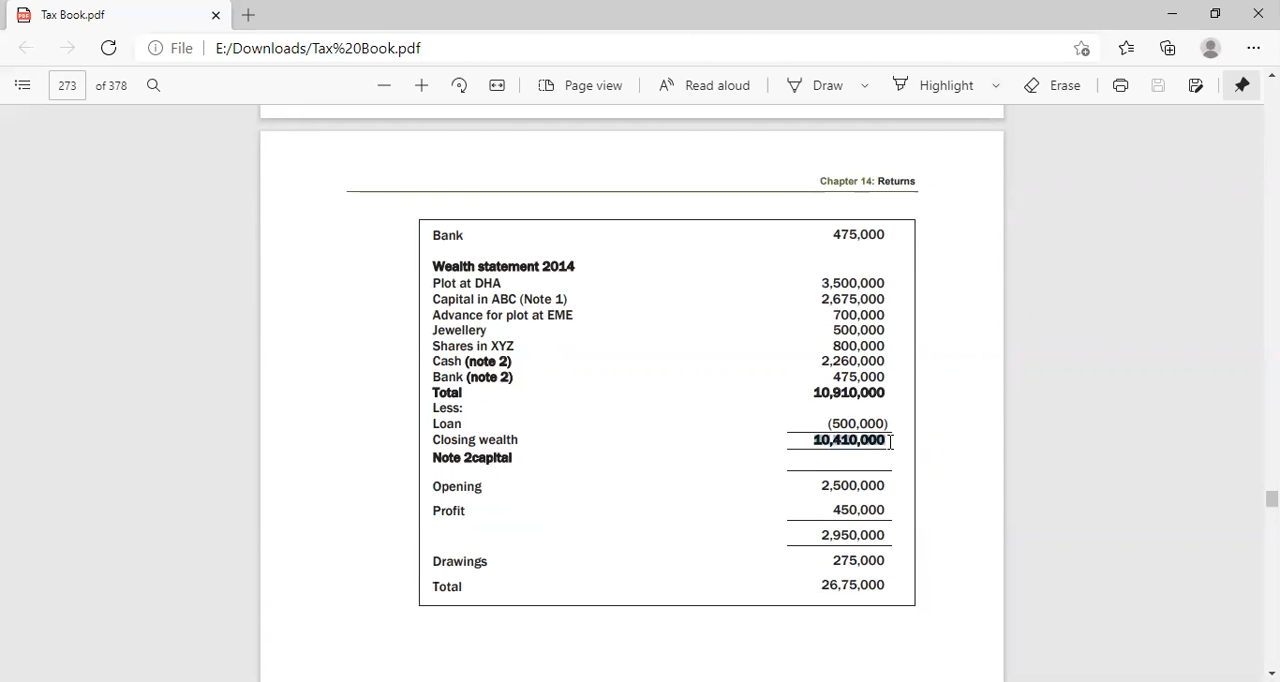 Tax Book.pdf
File E:/Downloads/Tax%20Book.pdf
273 of 378 Page view Read aloud Draw Highlight Erase
Chapter 14: Returns
Bank 475,000
Wealth statement 2014
Plot at DHA 3,500,000
Capital in ABC (Note 1) 2,675,000
Advance for plot at EME 700,000
Jewellery 500,000
Shares in XYZ 800,000
Cash (note 2) 2,260,000
Bank (note 2) 475,000
Total 10,910,000
Less:
Loan (500,000)
Closing wealth 10,410,000
Note 2capital
Opening 2,500,000
Profit 450,000
2,950,000
Drawings 275,000
Total 26,75,000